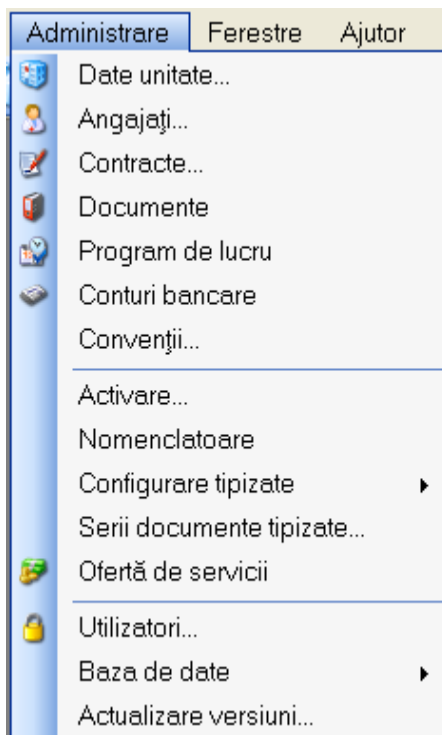 Administrare Ferestre Ajutor
Date unitate...
Angajaţi...
Contracte...
Documente
Program de lucru
Conturi bancare
Convenţii...
Activare...
Nomenclatoare
Configurare tipizate
Serii documente tipizate...
Ofertă de servicii
Utilizatori...
Baza de date
Actualizare versiuni...